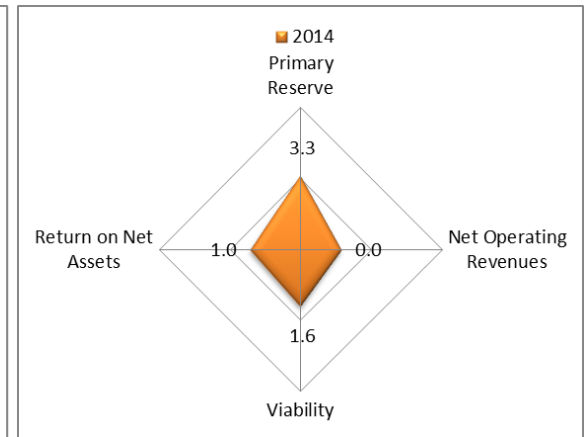 2014
Primary
Reserve
3.3
Return on Net
Assets
1.0
0.0
Net Operating
Revenues
1.6
Viability